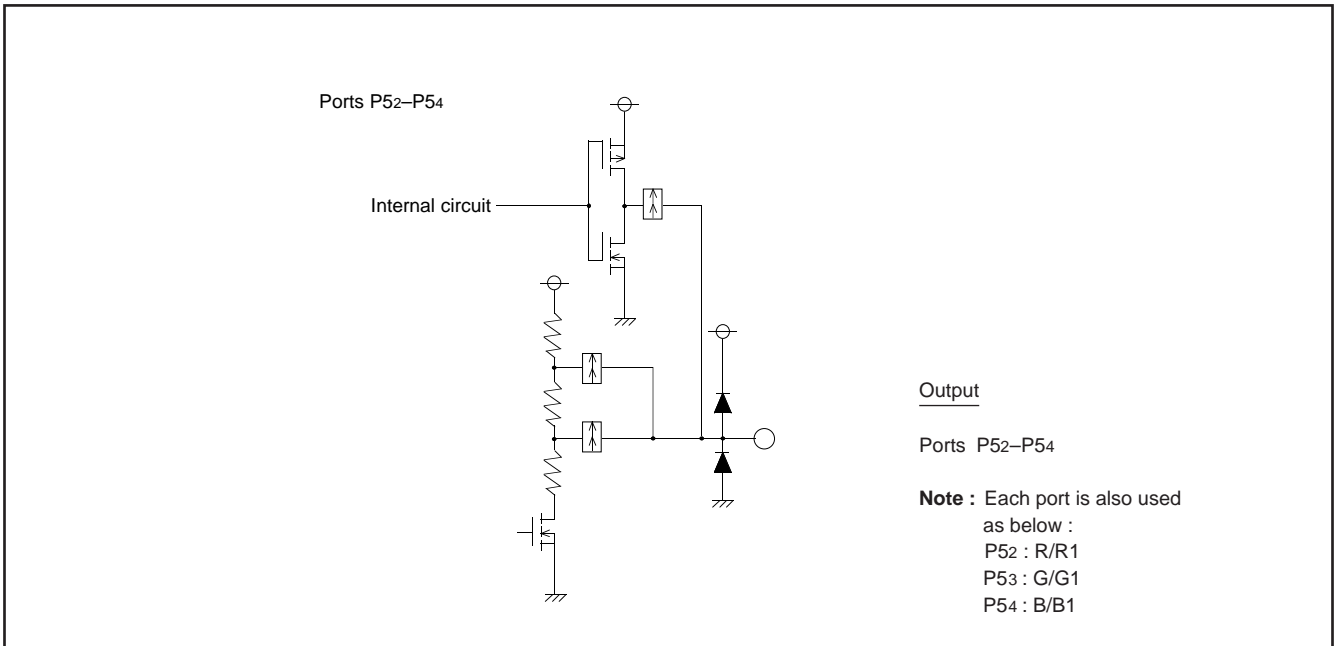 Ports P52–P54
Internal circuit
Output
Ports P52–P54
Note : Each port is also used
as below :
P52 : R/R1
P53 : G/G1
P54 : B/B1